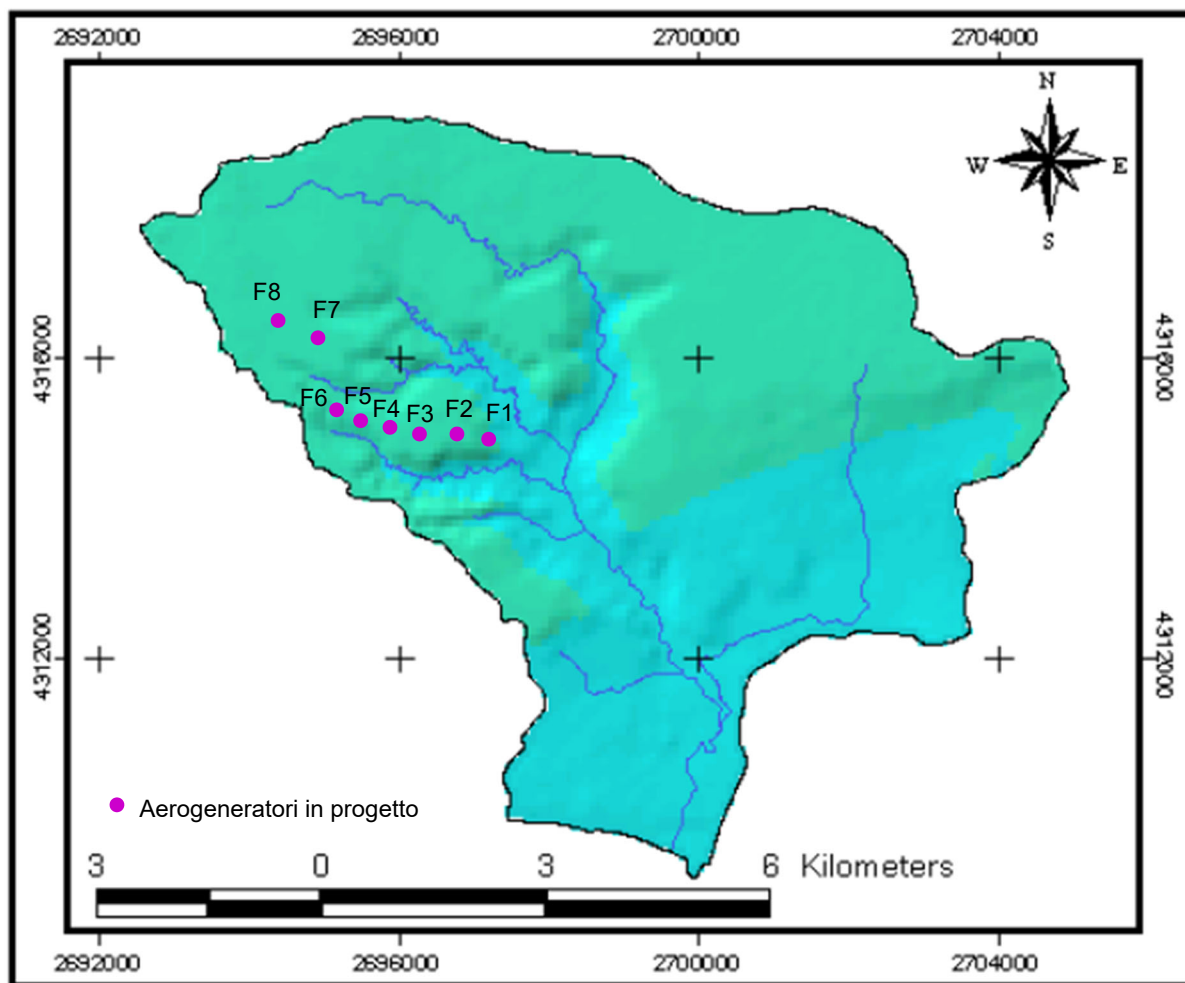 2692000 2696000 2700000 2704000
N
W E
S
F8
F7
4316000 4316000
F6 F5 F4 F3 F2 F1
4312000 4312000
Aerogeneratori in progetto
3 0 3 6 Kilometers
2692000 2696000 2700000 2704000